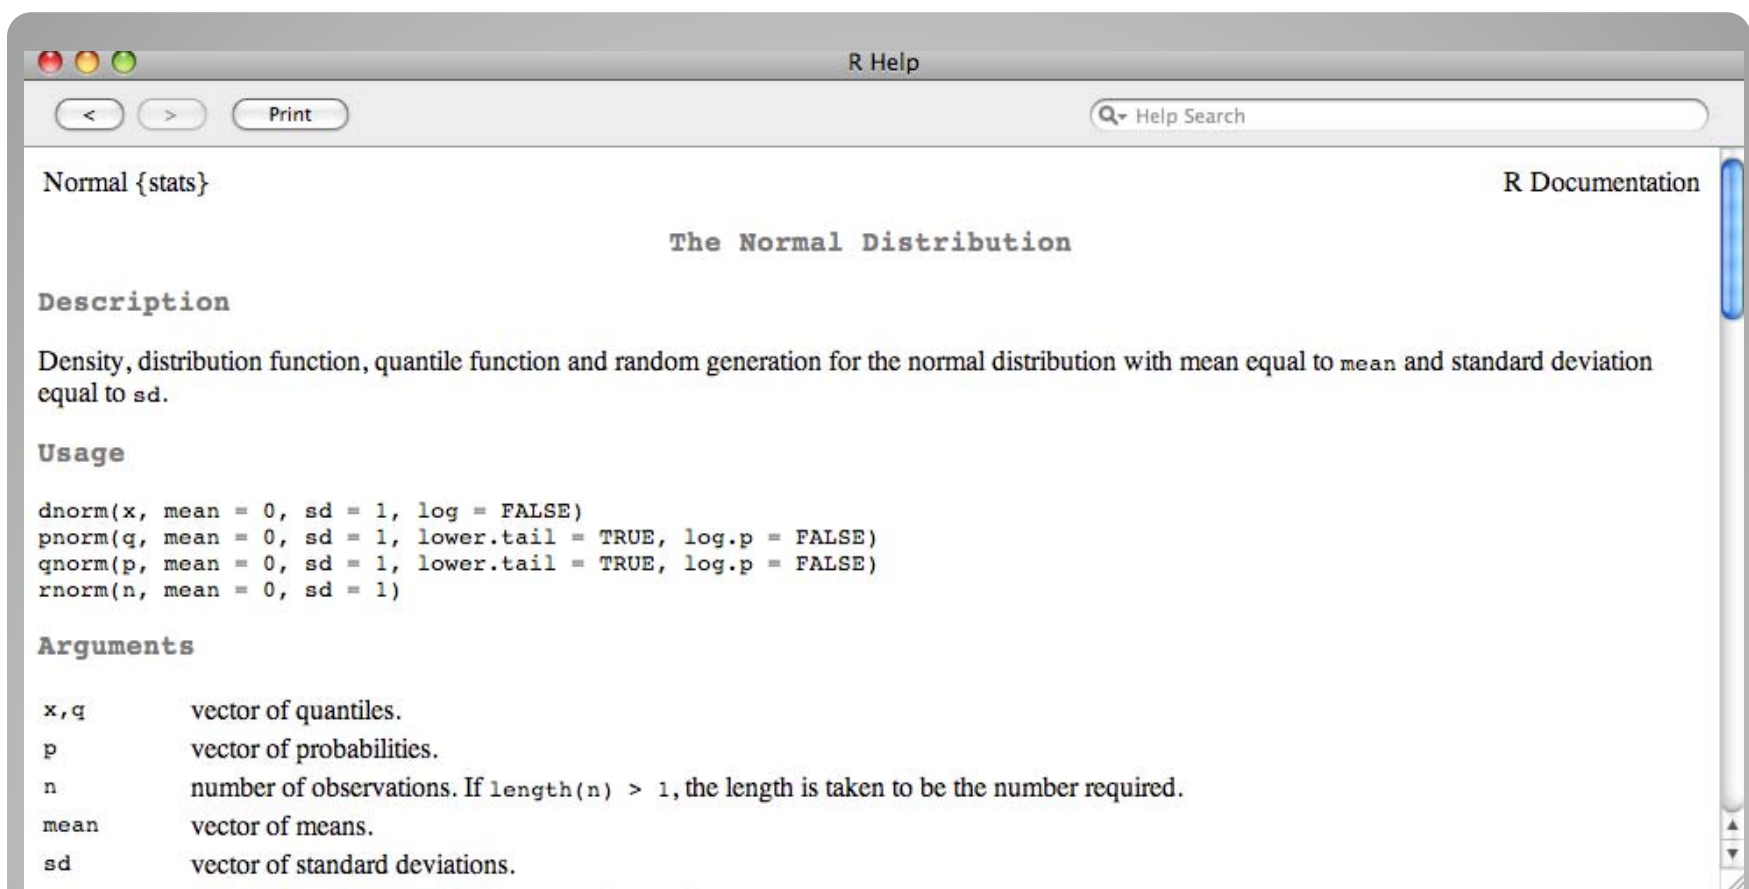 R Help
< > Print Help Search
Normal {stats} R Documentation
The Normal Distribution
Description
Density, distribution function, quantile function and random generation for the normal distribution with mean equal to mean and standard deviation
equal to sd.
Usage
dnorm(x, mean = 0, sd = 1, log = FALSE)
pnorm(q, mean = 0, sd = 1, lower.tail = TRUE, log.p = FALSE)
qnorm(p, mean = 0, sd = 1, lower.tail = TRUE, log.p = FALSE)
rnorm(n, mean = 0, sd = 1)
Arguments
x,q vector of quantiles.
p vector of probabilities.
n number of observations. If length(n) > 1, the length is taken to be the number required.
mean vector of means.
sd vector of standard deviations.